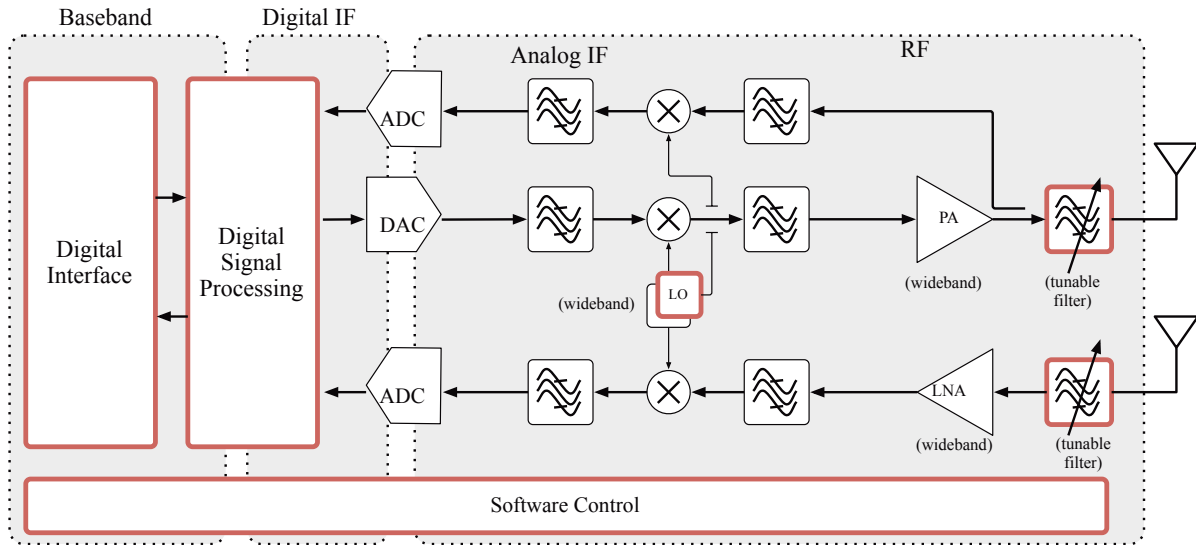 Baseband
Digital IF
Analog IF
RF
ADC
DAC
PA
Digital
Interface
Digital
Signal
Processing
(wideband)
LO
(wideband)
(tunable
filter)
ADC
LNA
(wideband)
(tunable
filter)
Software Control